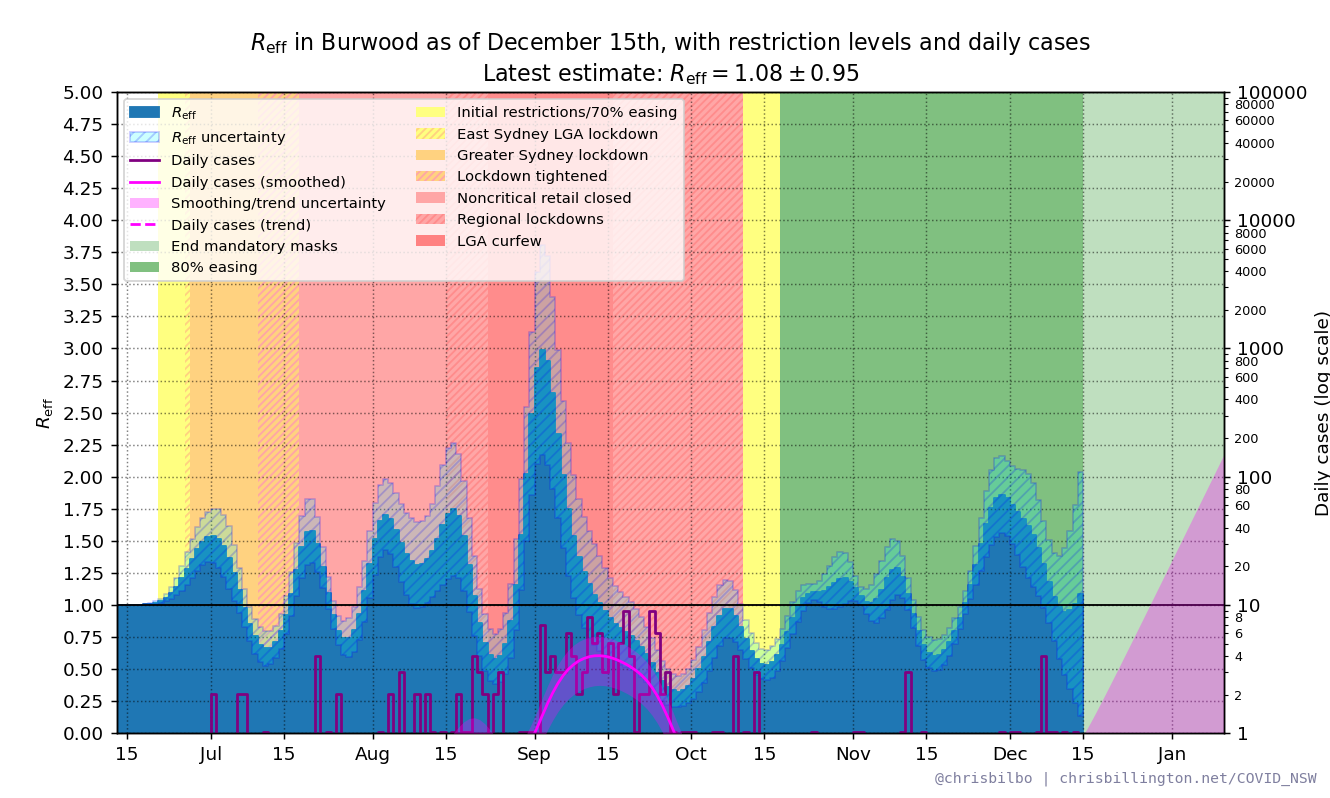 Reff in Burwood as of December 15th, with restriction levels and daily cases
Latest estimate: Reff = 1.08 ± 0.95
5.00
4.75
4.50
4.25
4.00
3.75
3.50
3.25
3.00
2.75
2.50
2.25
2.00
1.75
1.50
1.25
1.00
0.75
0.50
0.25
0.00
Reff
Reff
Reff uncertainty
Daily cases
Daily cases (smoothed)
Smoothing/trend uncertainty
Daily cases (trend)
End mandatory masks
80% easing
Initial restrictions/70% easing
East Sydney LGA lockdown
Greater Sydney lockdown
Lockdown tightened
Noncritical retail closed
Regional lockdowns
LGA curfew
100000
80000
60000
40000
20000
10000
8000
6000
4000
2000
1000
800
600
400
200
100
80
60
40
20
10
8
6
4
2
1
Daily cases (log scale)
15 Jul 15 Aug 15 Sep 15 Oct 15 Nov 15 Dec 15 Jan
@chrisbilbo | chrisbillington.net/COVID_NSW